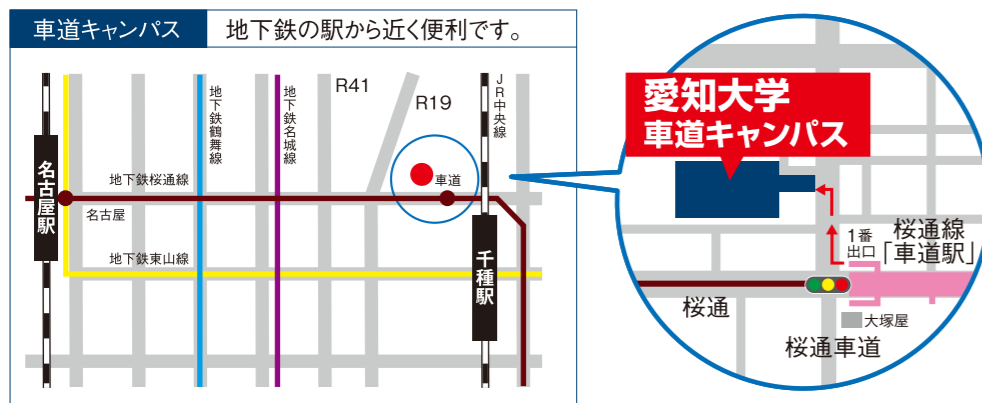 車道キャンパス
地下鉄の駅から近く便利です。
R41
R19
JR中央線
地下鉄鶴舞線
地下鉄名城線
名古屋駅
地下鉄桜通線
車道
名古屋
地下鉄東山線
千種駅
愛知大学
車道キャンパス
1番
出口
桜通線
「車道駅」
桜通
大塚屋
桜通車道